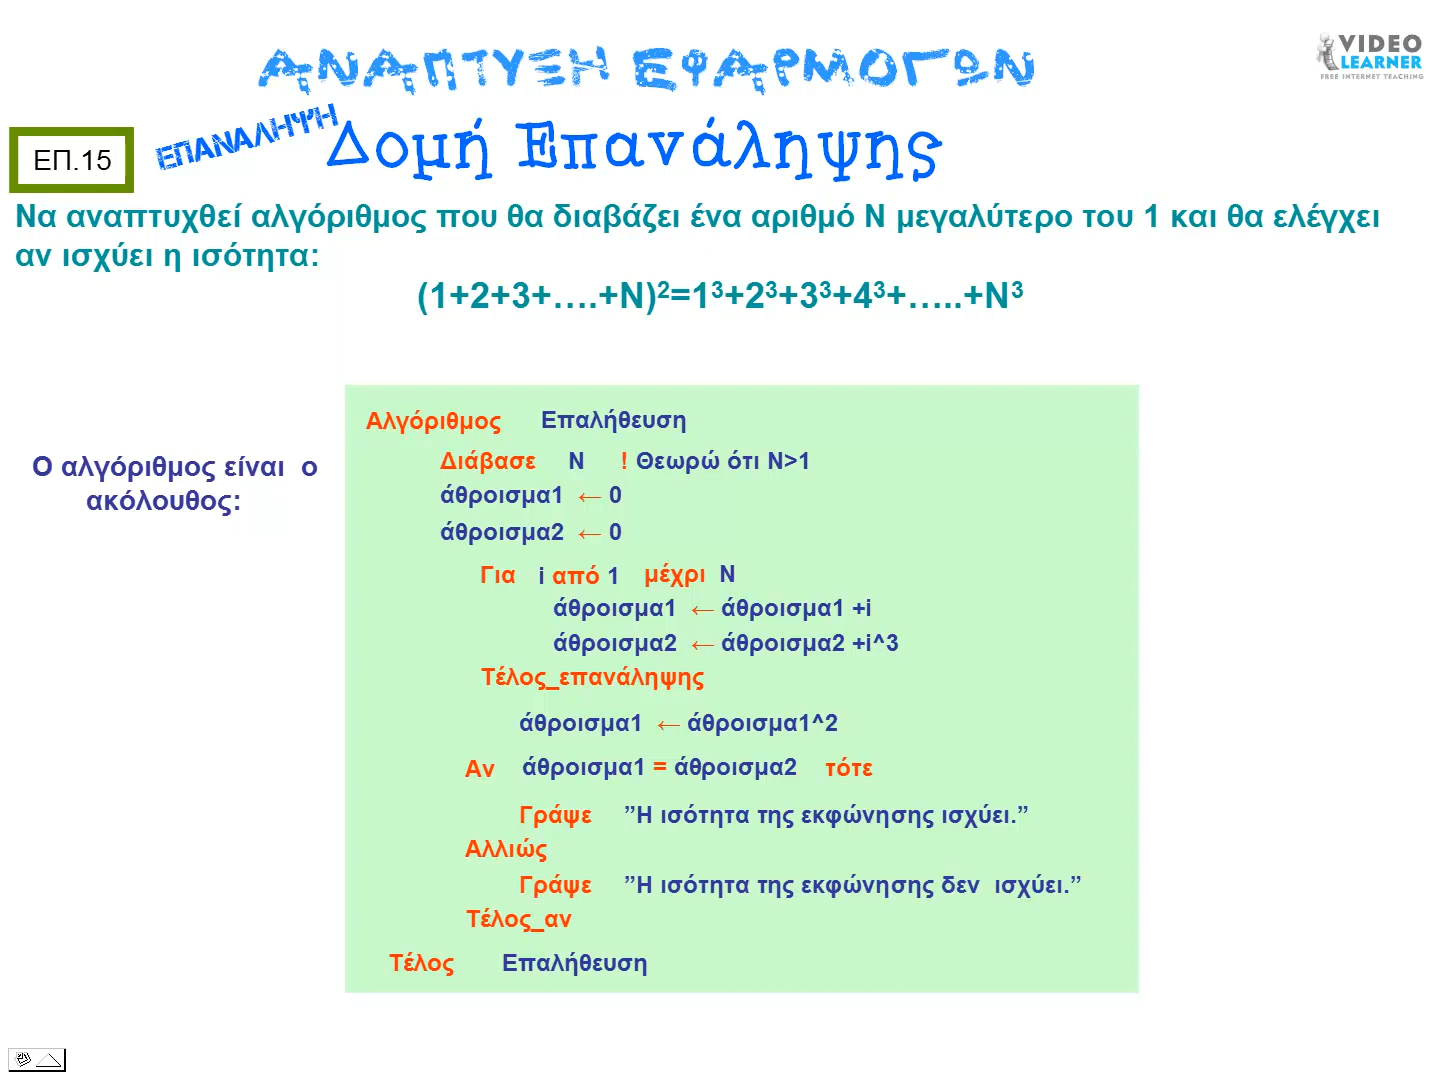 ΑΝΑΠΤΥΞΗ ΕΦΑΡΜΟΓΩΝ
VIDEO
LEARNER
FREE INTERNET TEACHING
ΕΠΑΝΑΛΗΨΗ
Δομή Επανάληψης
ΕΠ.15
Να αναπτυχθεί αλγόριθμος που θα διαβάζει ένα αριθμό Ν μεγαλύτερο του 1 και θα ελέγχει
αν ισχύει η ισότητα:
(1+2+3+….+Ν)²=1³+2³+3³+4³+…..+Ν³
Ο αλγόριθμος είναι ο
ακόλουθος:
Αλγόριθμος Επαλήθευση
Διάβασε Ν ! Θεωρώ ότι Ν>1
άθροισμα1 ← 0
άθροισμα2 ← 0
Για i από 1 μέχρι Ν
άθροισμα1 ← άθροισμα1 +i
άθροισμα2 ← άθροισμα2 +i^3
Τέλος_επανάληψης
άθροισμα1 ← άθροισμα1^2
Αν άθροισμα1 = άθροισμα2 τότε
Γράψε ”Η ισότητα της εκφώνησης ισχύει.”
Αλλιώς
Γράψε ”Η ισότητα της εκφώνησης δεν ισχύει.”
Τέλος_αν
Τέλος Επαλήθευση